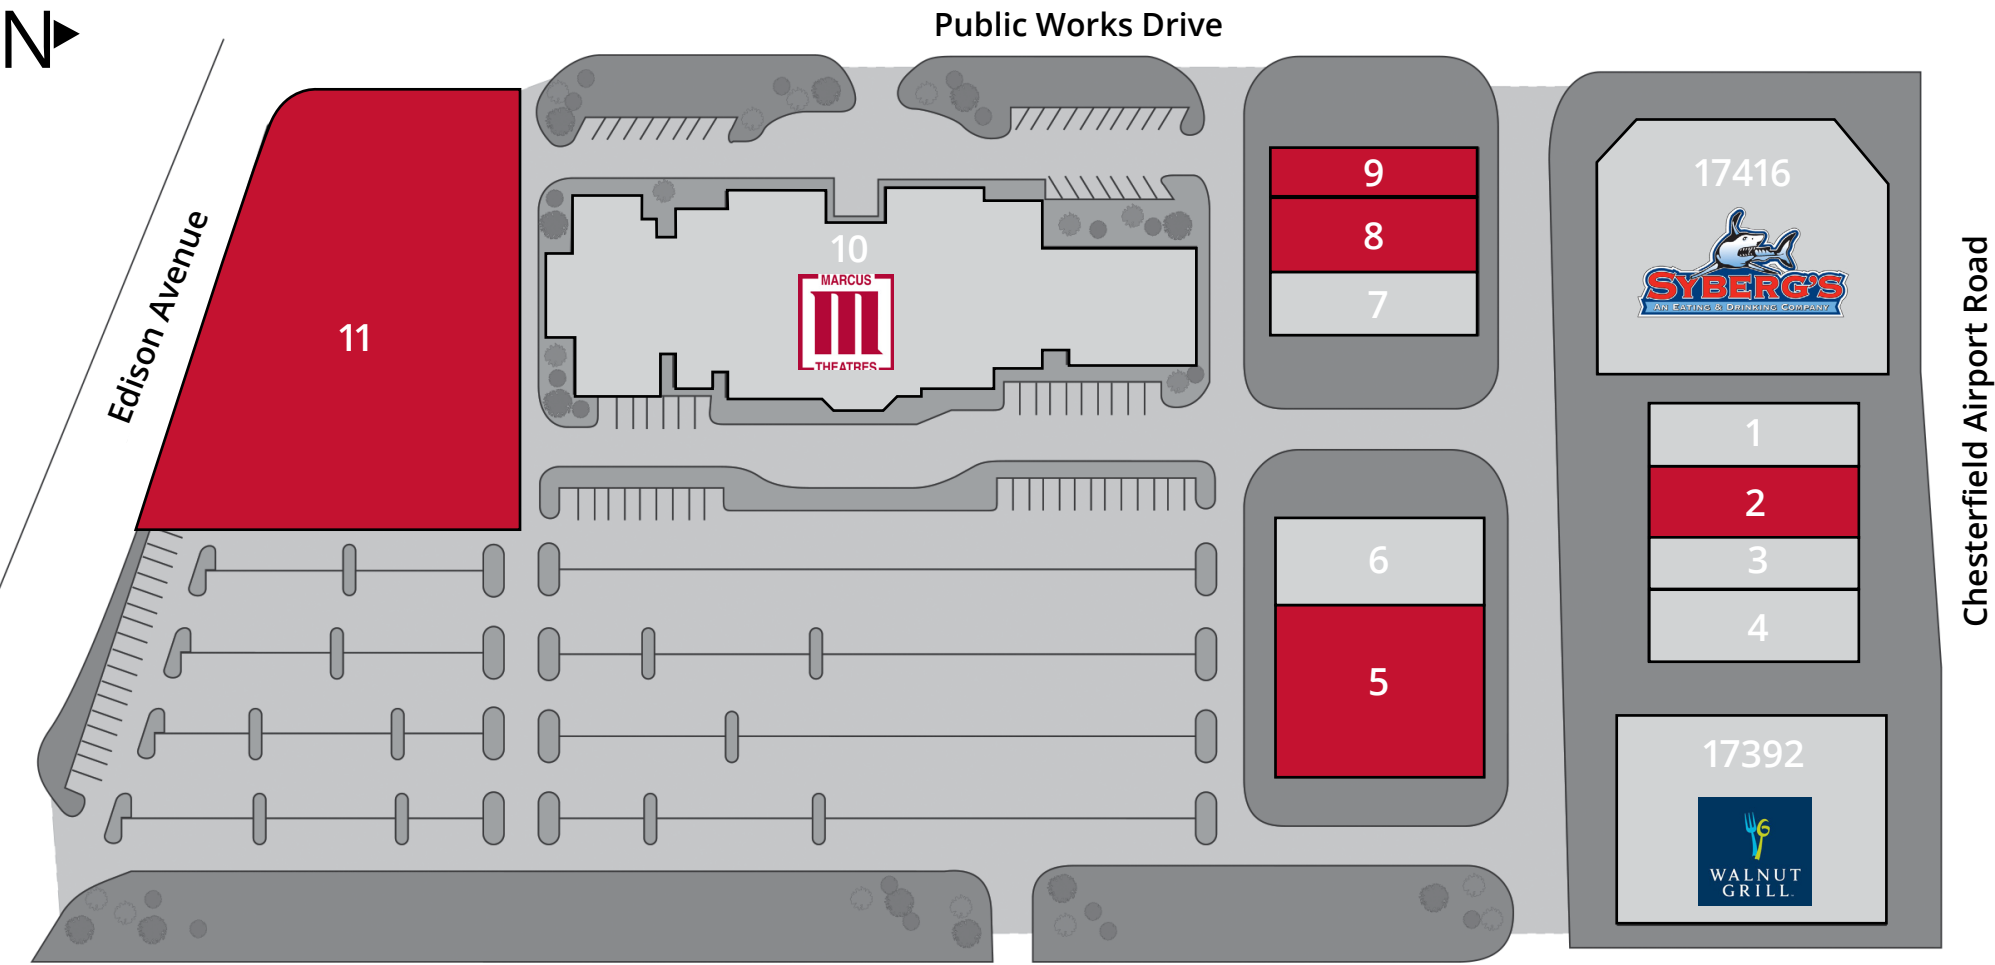 N
Public Works Drive
Edison Avenue
11
10
MARCUS
THEATRES
9
8
7
6
5
17416
SYBERG'S
AN EATING & DRINKING COMPANY
1
2
3
4
17392
WALNUT
GRILL
Chesterfield Airport Road